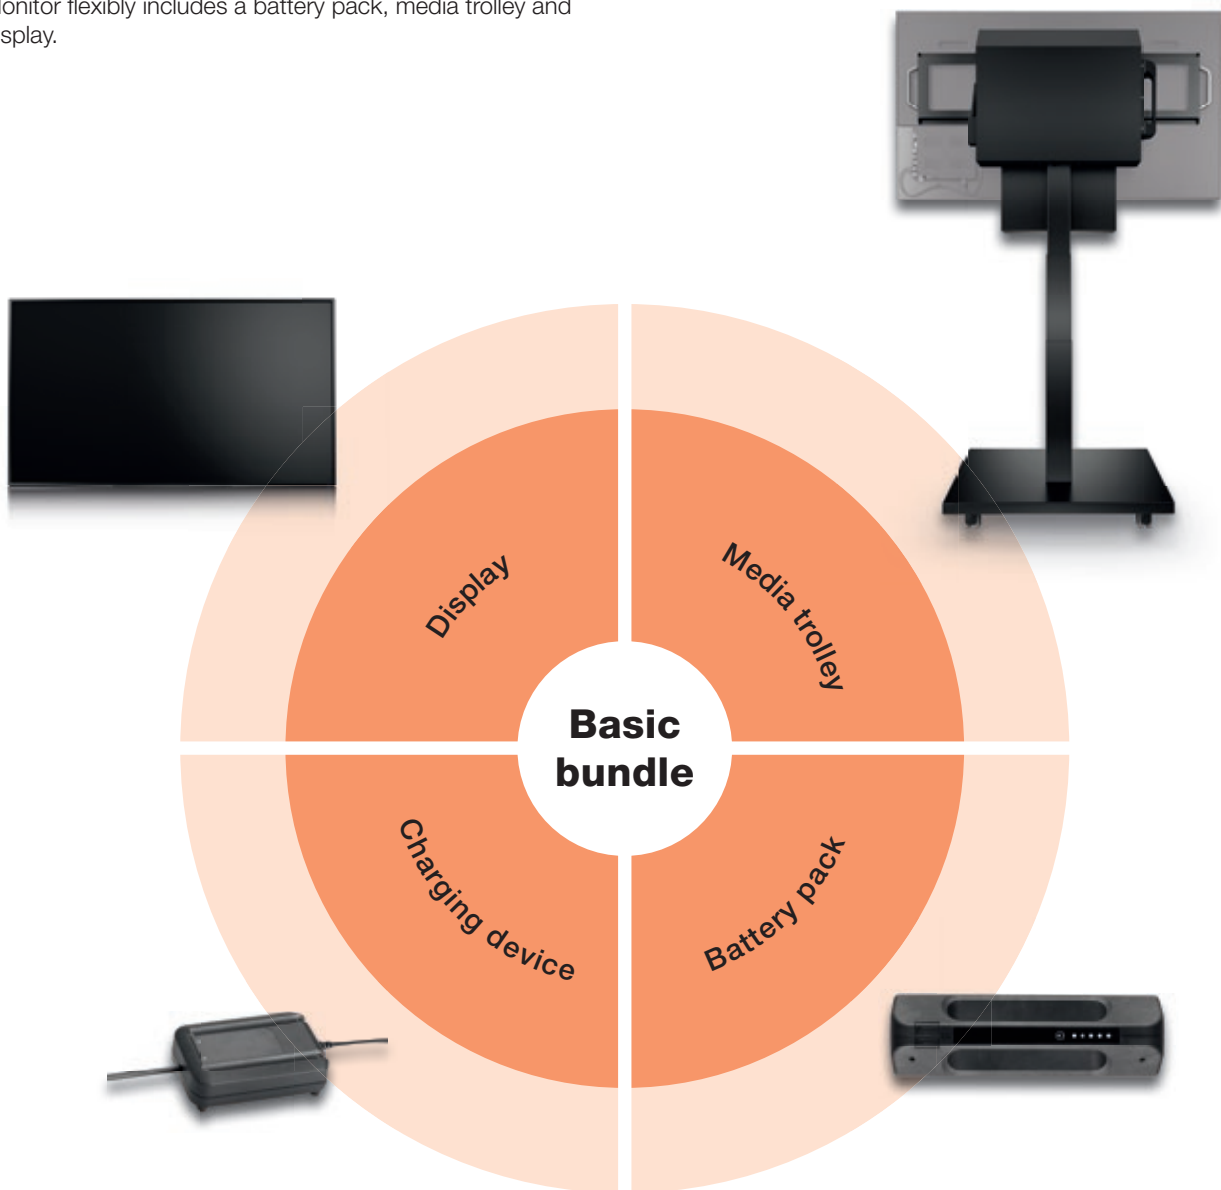 onitor flexibly includes a battery pack, media trolley and
splay.
Display
Media trolley
Basic
bundle
Charging device
Battery pack